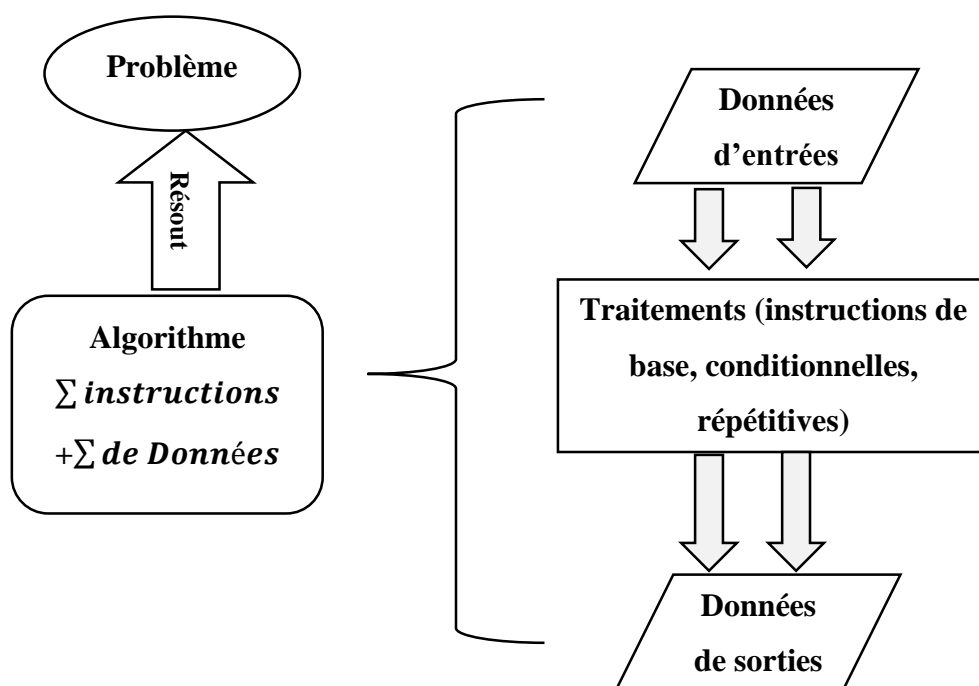 Problème
Résout
Algorithme
∑ instructions
+∑ de Données
Données
d’entrées
Traitements (instructions de
base, conditionnelles,
répétitives)
Données
de sorties